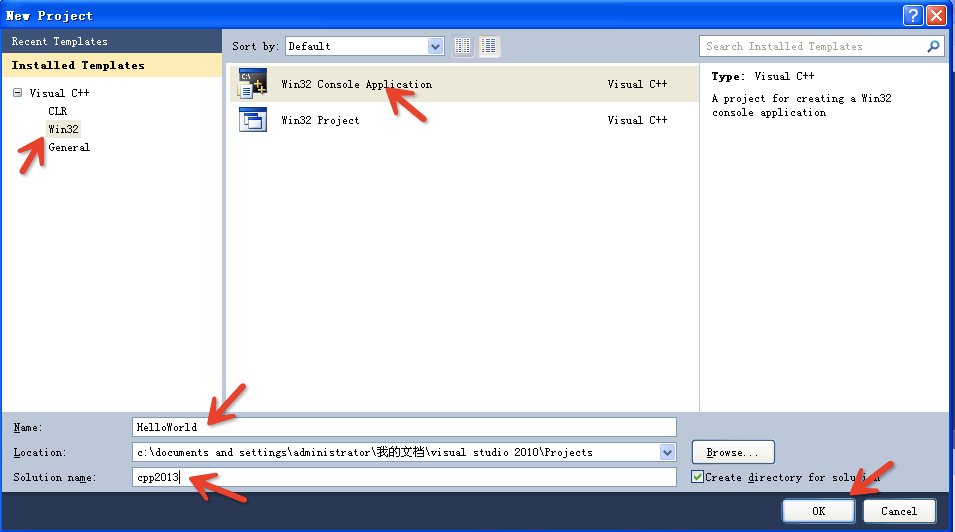 New Project
Recent Templates
Installed Templates
Visual C++
CLR
Win32
General
Sort by: Default
Search Installed Templates
Win32 Console Application Visual C++
Win32 Project Visual C++
Type: Visual C++
A project for creating a Win32
console application
Name: HelloWorld
Location: c:\documents and settings\administrator\我的文档\visual studio 2010\Projects
Browse...
Solution name: cpp2013
Create directory for solution
OK
Cancel